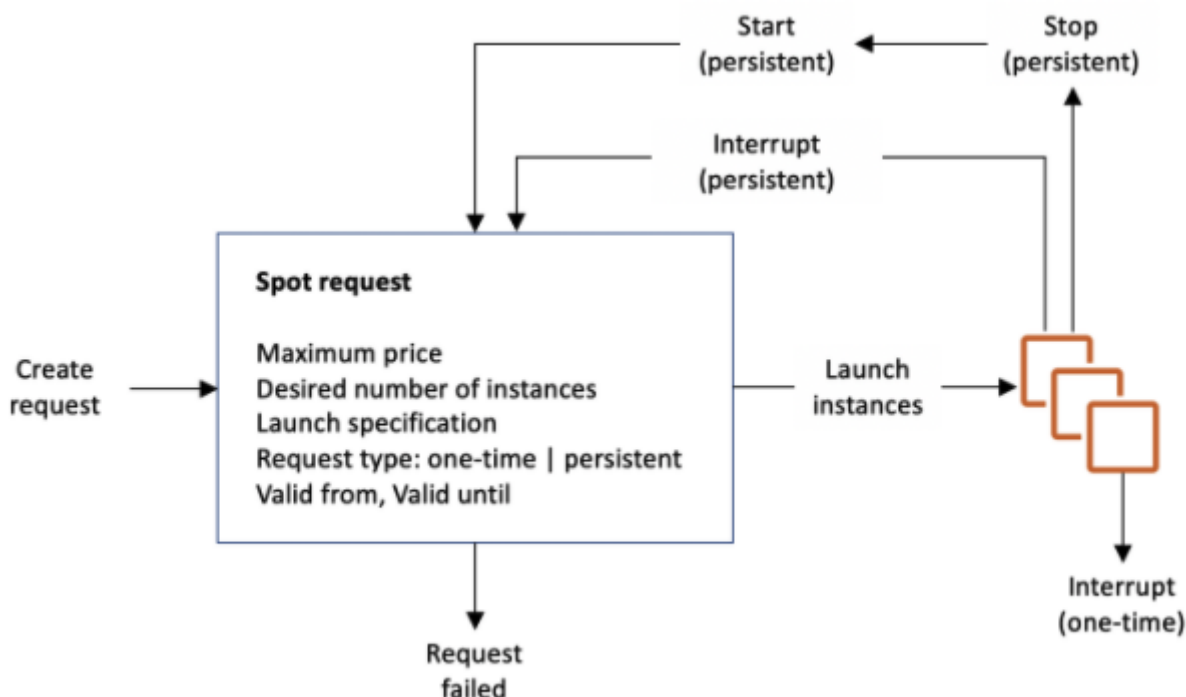 Start
(persistent)
Stop
(persistent)
Interrupt
(persistent)
Spot request
Maximum price
Desired number of instances
Launch specification
Request type: one-time | persistent
Valid from, Valid until
Create
request
Launch
instances
Interrupt
(one-time)
Request
failed